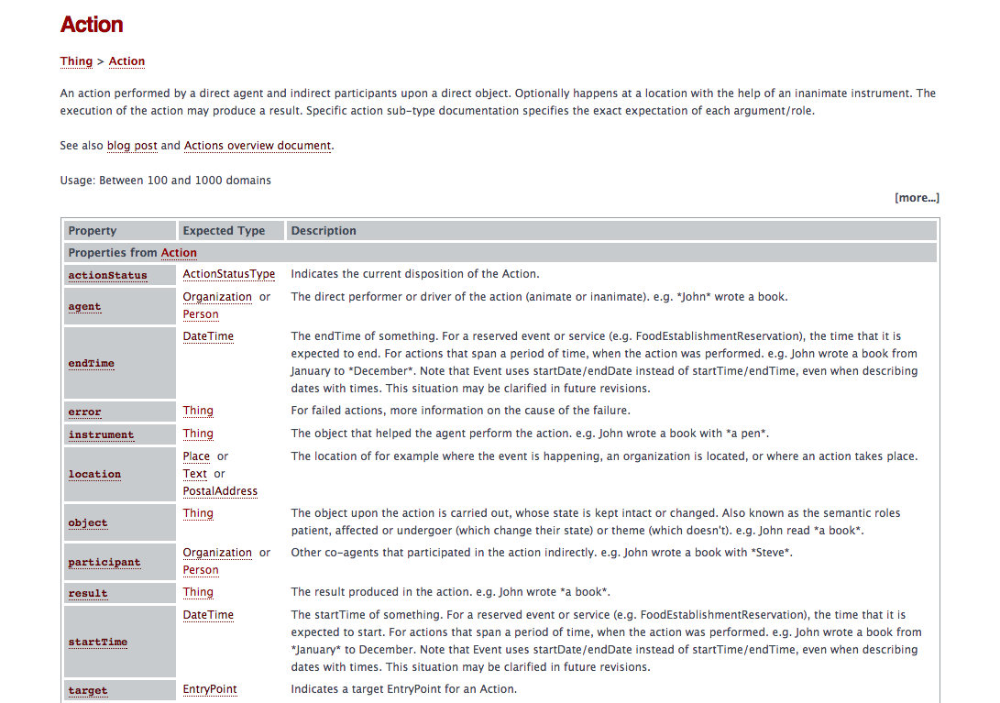 Action
Thing > Action
An action performed by a direct agent and indirect participants upon a direct object. Optionally happens at a location with the help of an inanimate instrument. The
execution of the action may produce a result. Specific action sub-type documentation specifies the exact expectation of each argument/role.
See also blog post and Actions overview document.
Usage: Between 100 and 1000 domains
[more...]
Property Expected Type Description
Properties from Action
actionStatus ActionStatusType Indicates the current disposition of the Action.
agent Organization or The direct performer or driver of the action (animate or inanimate). e.g. *John* wrote a book.
Person
DateTime The endTime of something. For a reserved event or service (e.g. FoodEstablishmentReservation), the time that it is
expected to end. For actions that span a period of time, when the action was performed. e.g. John wrote a book from
endTime January to *December*. Note that Event uses startDate/endDate instead of startTime/endTime, even when describing
dates with times. This situation may be clarified in future revisions.
error Thing For failed actions, more information on the cause of the failure.
instrument Thing The object that helped the agent perform the action. e.g. John wrote a book with *a pen*.
Place or The location of for example where the event is happening, an organization is located, or where an action takes place.
location Text or
PostalAddress
object Thing The object upon the action is carried out, whose state is kept intact or changed. Also known as the semantic roles
patient, affected or undergoer (which change their state) or theme (which doesn't). e.g. John read *a book*.
participant Organization or Other co-agents that participated in the action indirectly. e.g. John wrote a book with *Steve*.
Person
result Thing The result produced in the action. e.g. John wrote *a book*.
DateTime The startTime of something. For a reserved event or service (e.g. FoodEstablishmentReservation), the time that it is
expected to start. For actions that span a period of time, when the action was performed. e.g. John wrote a book from
startTime *January* to December. Note that Event uses startDate/endDate instead of startTime/endTime, even when describing
dates with times. This situation may be clarified in future revisions.
target EntryPoint Indicates a target EntryPoint for an Action.